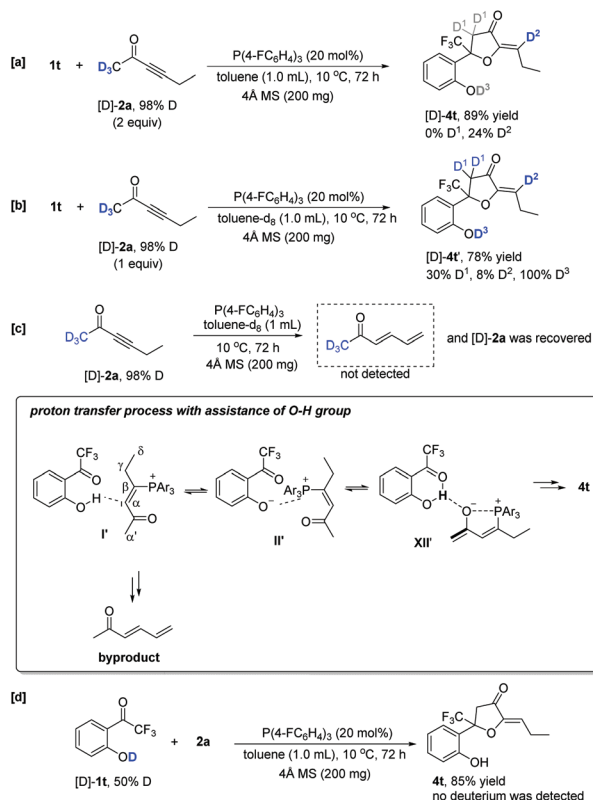 [a]
1t + D3C O
[D]-2a, 98% D
(2 equiv)
P(4-FC6H4)3 (20 mol%)
toluene (1.0 mL), 10 °C, 72 h
4Å MS (200 mg)
D1 D1 O F3C D2 O OD3
[D]-4t, 89% yield
0% D1, 24% D2
[b]
1t + D3C O
[D]-2a, 98% D
(1 equiv)
P(4-FC6H4)3 (20 mol%)
toluene-d8 (1.0 mL), 10 °C, 72 h
4Å MS (200 mg)
D1 D1 O F3C D2 O OD3
[D]-4t', 78% yield
30% D1, 8% D2, 100% D3
[c]
D3C O
[D]-2a, 98% D
P(4-FC6H4)3
toluene-d8 (1 mL)
10 °C, 72 h
4Å MS (200 mg)
D3C O
not detected
and [D]-2a was recovered
proton transfer process with assistance of O-H group
CF3 O O H δ γ β α α' PAr3 + O
I'
CF3 O O − Ar3P + O
II'
CF3 O H O O − PAr3 +
XII'
4t
O
byproduct
[d]
O CF3 OD
[D]-1t, 50% D
+ 2a
P(4-FC6H4)3 (20 mol%)
toluene (1.0 mL), 10 °C, 72 h
4Å MS (200 mg)
F3C O O OH
4t, 85% yield
no deuterium was detected